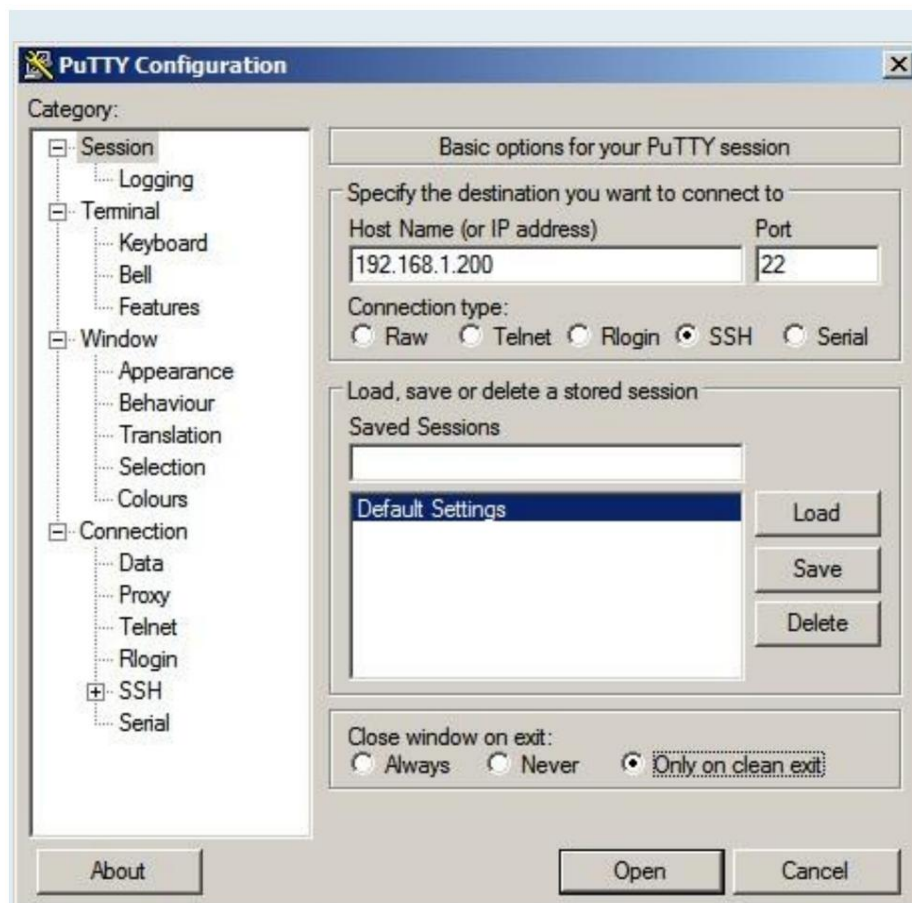 PuTTY Configuration
Category:
Session
Logging
Terminal
Keyboard
Bell
Features
Window
Appearance
Behaviour
Translation
Selection
Colours
Connection
Data
Proxy
Telnet
Rlogin
SSH
Serial
Basic options for your PuTTY session
Specify the destination you want to connect to
Host Name (or IP address) Port
192.168.1.200 22
Connection type:
Raw Telnet Rlogin SSH Serial
Load, save or delete a stored session
Saved Sessions
Default Settings
Load
Save
Delete
Close window on exit:
Always Never Only on clean exit
About Open Cancel